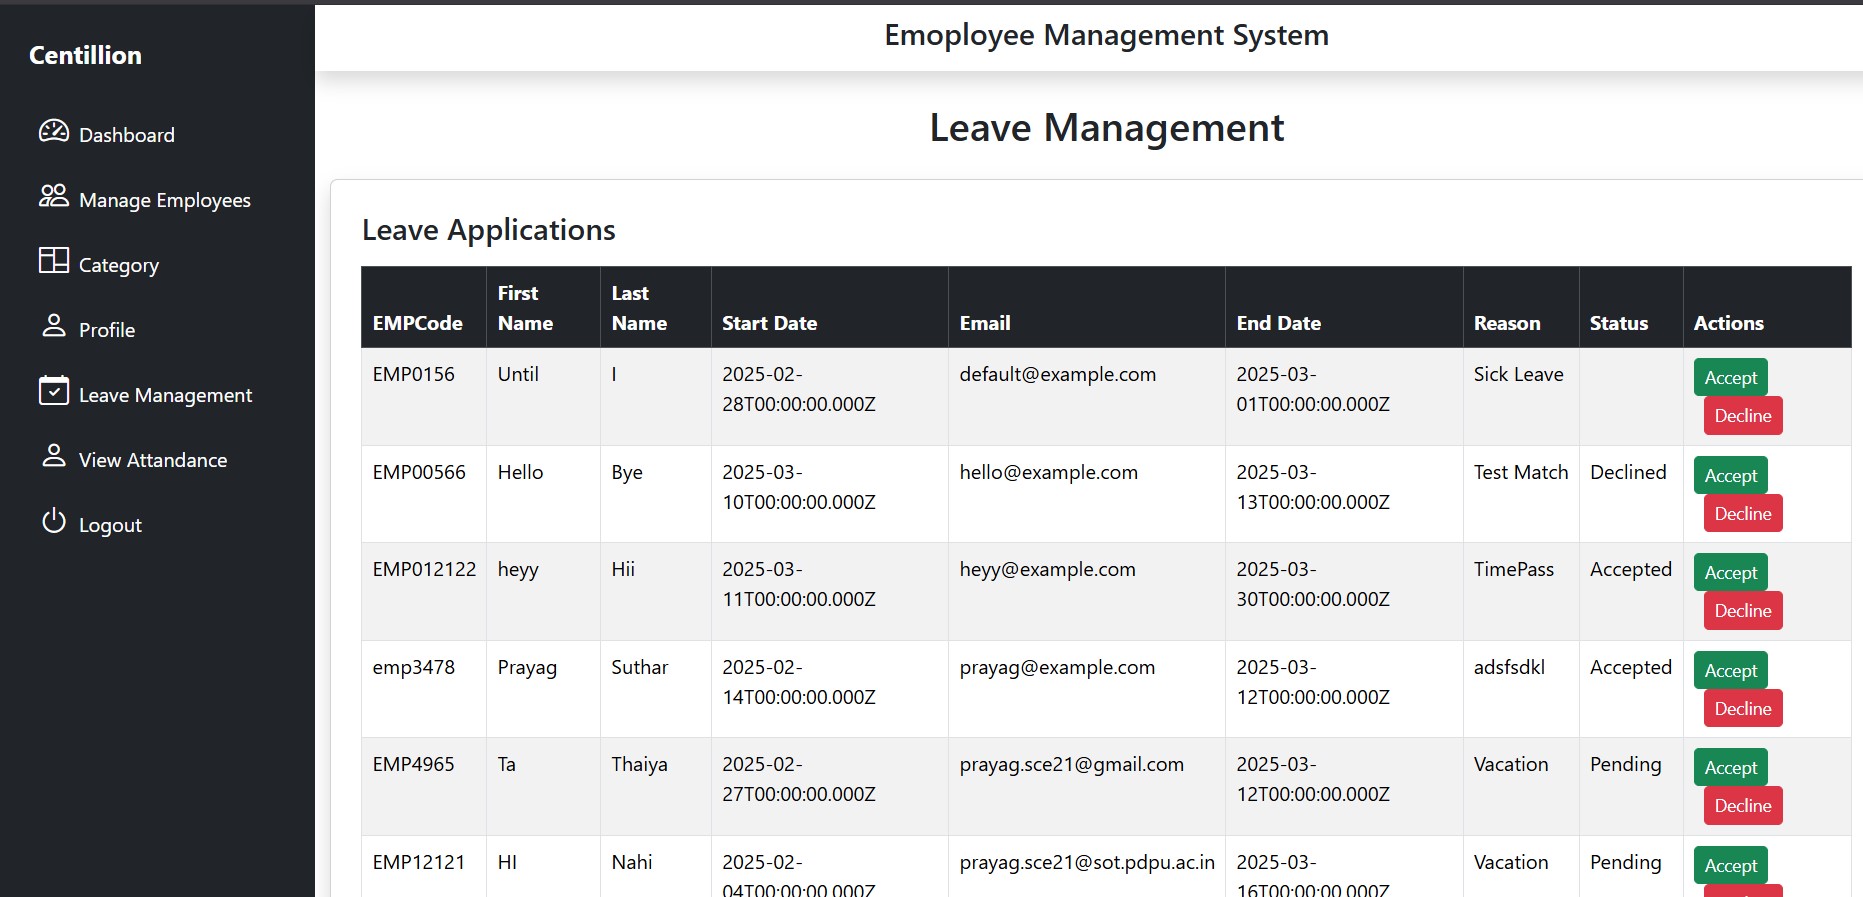 Centillion
Dashboard
Manage Employees
Category
Profile
Leave Management
View Attandance
Logout
Emoployee Management System
Leave Management
Leave Applications
EMPCode First Name Last Name Start Date Email End Date Reason Status Actions
EMP0156 Until I 2025-02-28T00:00:00.000Z default@example.com 2025-03-01T00:00:00.000Z Sick Leave Accept Decline
EMP00566 Hello Bye 2025-03-10T00:00:00.000Z hello@example.com 2025-03-13T00:00:00.000Z Test Match Declined Accept Decline
EMP012122 heyy Hii 2025-03-11T00:00:00.000Z heyy@example.com 2025-03-30T00:00:00.000Z TimePass Accepted Accept Decline
emp3478 Prayag Suthar 2025-02-14T00:00:00.000Z prayag@example.com 2025-03-12T00:00:00.000Z adsfsdkl Accepted Accept Decline
EMP4965 Ta Thaiya 2025-02-27T00:00:00.000Z prayag.sce21@gmail.com 2025-03-12T00:00:00.000Z Vacation Pending Accept Decline
EMP12121 HI Nahi 2025-02-04T00:00:00.000Z prayag.sce21@sot.pdpu.ac.in 2025-03-16T00:00:00.000Z Vacation Pending Accept